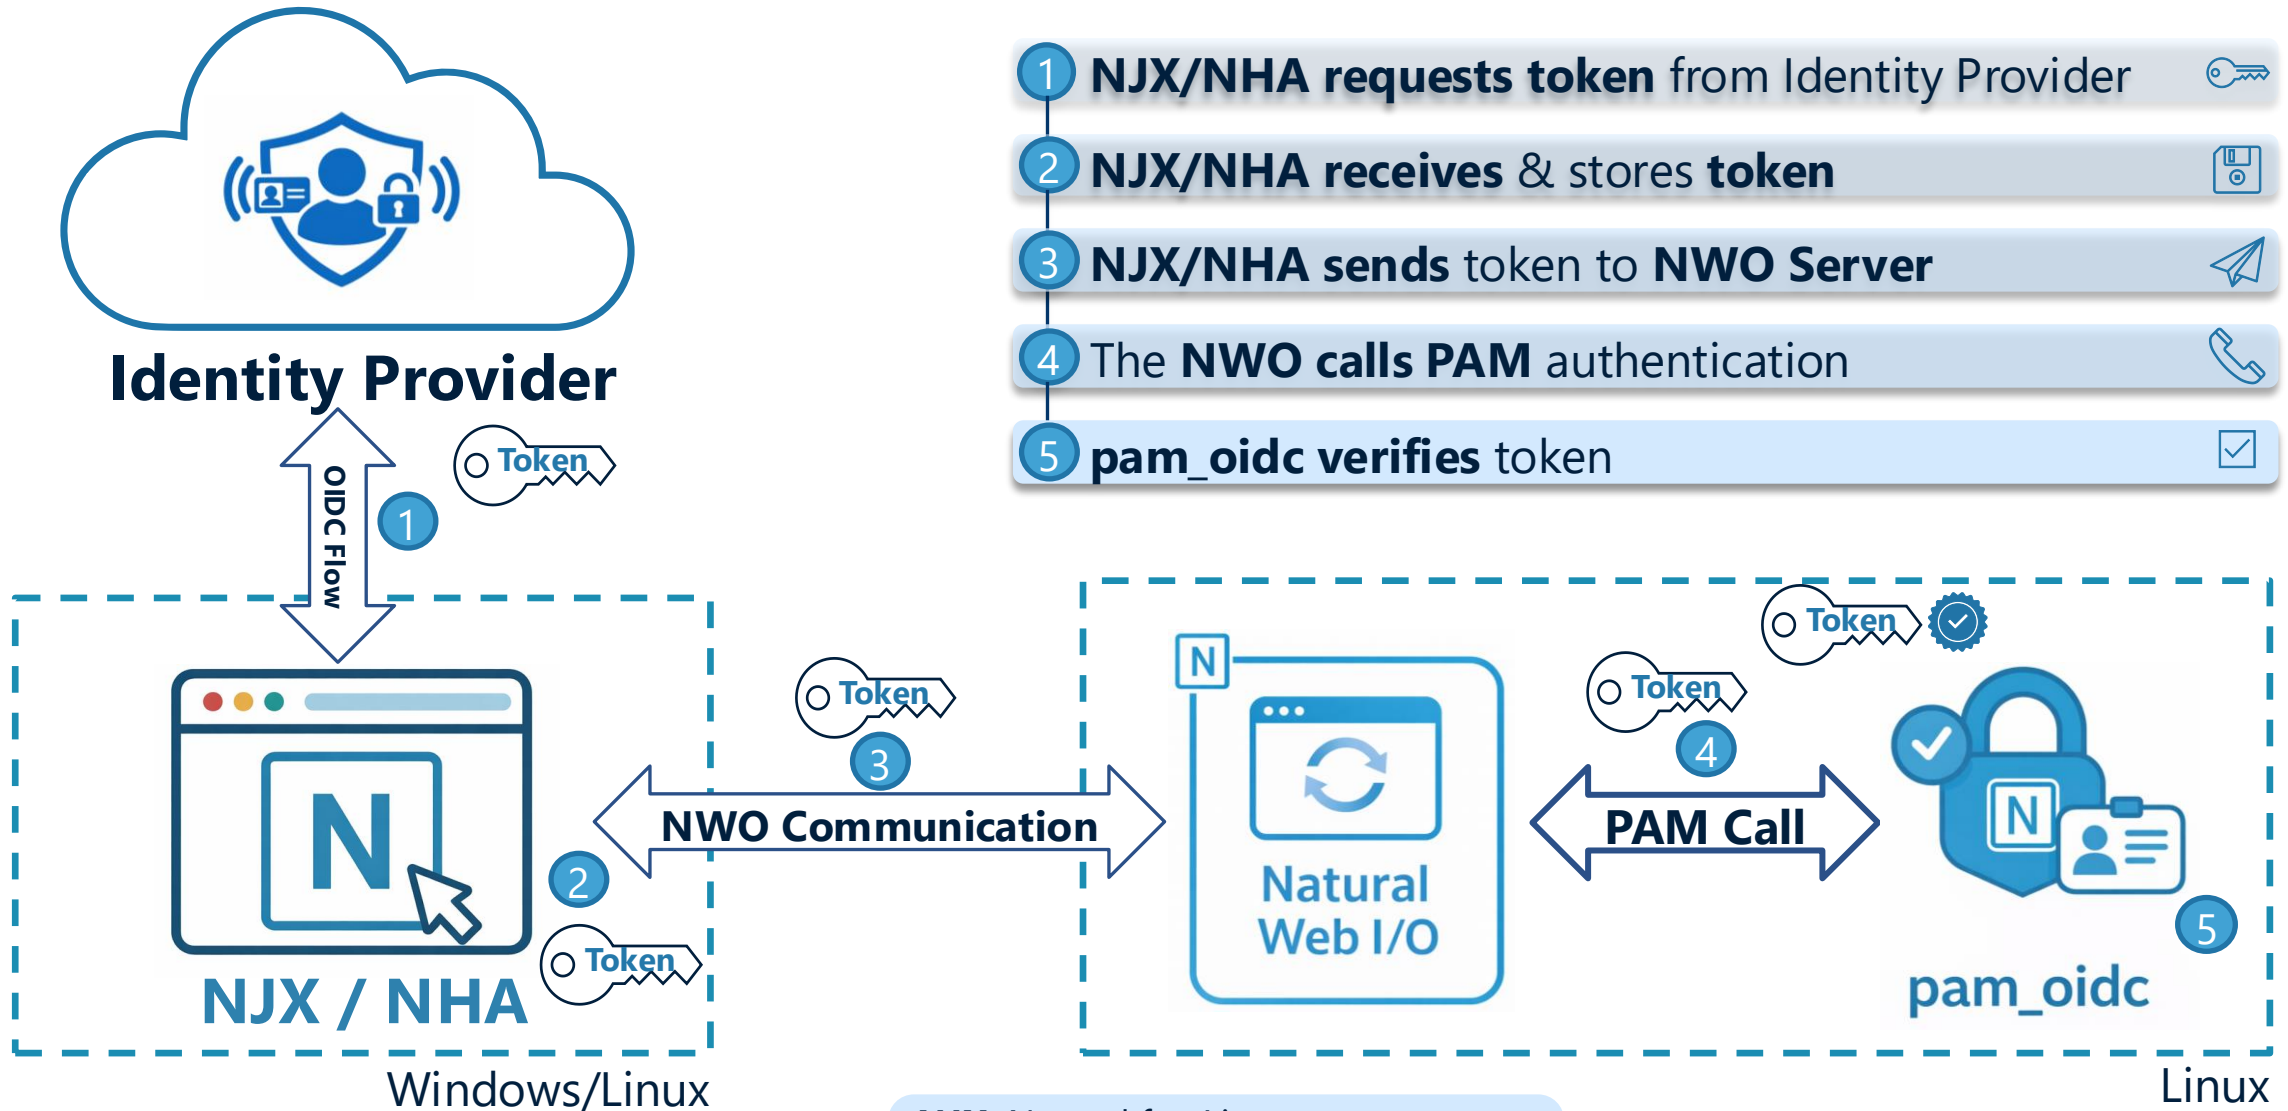 1 NJX/NHA requests token from Identity Provider
2 NJX/NHA receives & stores token
3 NJX/NHA sends token to NWO Server
4 The NWO calls PAM authentication
5 pam_oidc verifies token
Identity Provider
OIDC Flow
1
Token
N
NJX / NHA
2
Token
Windows/Linux
Token
3
NWO Communication
N
Natural
Web I/O
Token
4
PAM Call
Token
N
5
pam_oidc
Linux